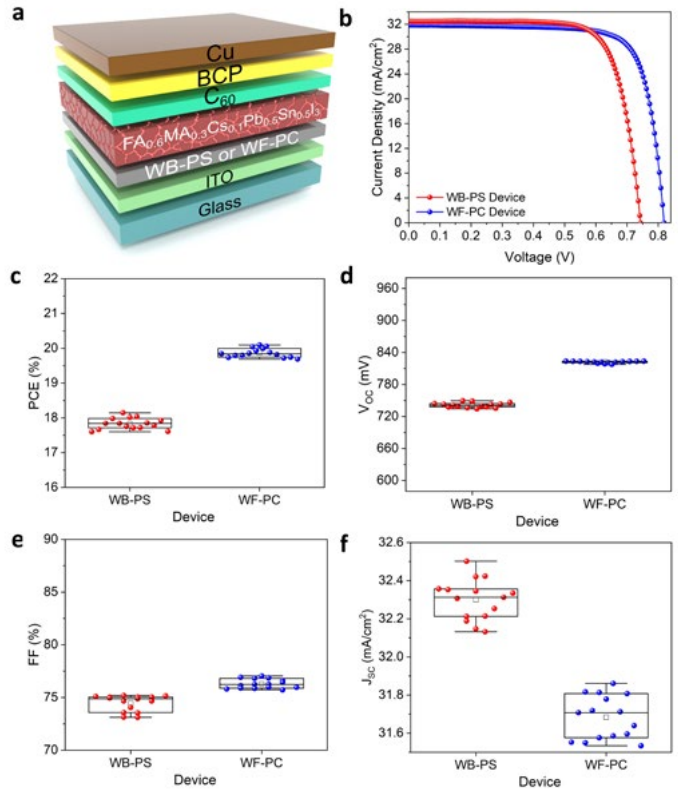 a
Cu
BCP
C60
FA0.6MA0.3Cs0.1Pb0.5Sn0.5I3
WB-PS or WF-PC
ITO
Glass
b
Current Density (mA/cm²)
32
28
24
20
16
12
8
4
0
WB-PS Device
WF-PC Device
0.0 0.1 0.2 0.3 0.4 0.5 0.6 0.7 0.8
Voltage (V)
c
PCE (%)
22
21
20
19
18
17
16
WB-PS WF-PC
Device
d
VOC (mV)
960
900
840
780
720
660
600
WB-PS WF-PC
Device
e
FF (%)
90
85
80
75
70
WB-PS WF-PC
Device
f
JSC (mA/cm²)
32.6
32.4
32.2
32.0
31.8
31.6
WB-PS WF-PC
Device